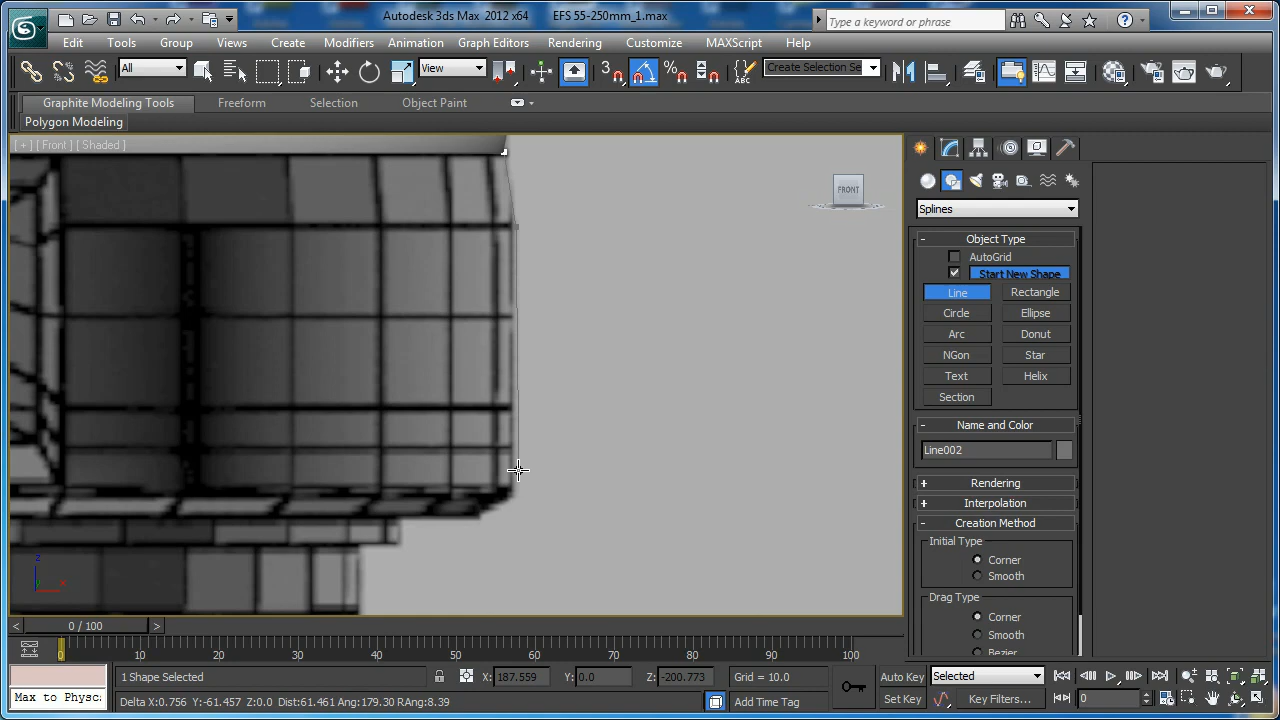 Autodesk 3ds Max 2012 x64 EFS 55-250mm_1.max
Type a keyword or phrase
Edit Tools Group Views Create Modifiers Animation Graph Editors Rendering Customize MAXScript Help
All View 3 Create Selection Se
Graphite Modeling Tools Freeform Selection Object Paint
Polygon Modeling
[ + ] [ Front ] [ Shaded ]
FRONT
Splines
- Object Type
AutoGrid
Start New Shape
Line Rectangle
Circle Ellipse
Arc Donut
NGon Star
Text Helix
Section
- Name and Color
Line002
+ Rendering
+ Interpolation
- Creation Method
Initial Type
Corner
Smooth
Drag Type
Corner
Smooth
Bezier
z
x
< 0 / 100 >
0 10 20 30 40 50 60 70 80 90 100
1 Shape Selected X: 187.559 Y: 0.0 Z: -200.773 Grid = 10.0 Auto Key Selected
Max to Physca Delta X:0.756 Y:-61.457 Z:0.0 Dist:61.461 Ang:179.30 RAng:8.39 Add Time Tag Set Key Key Filters... 0